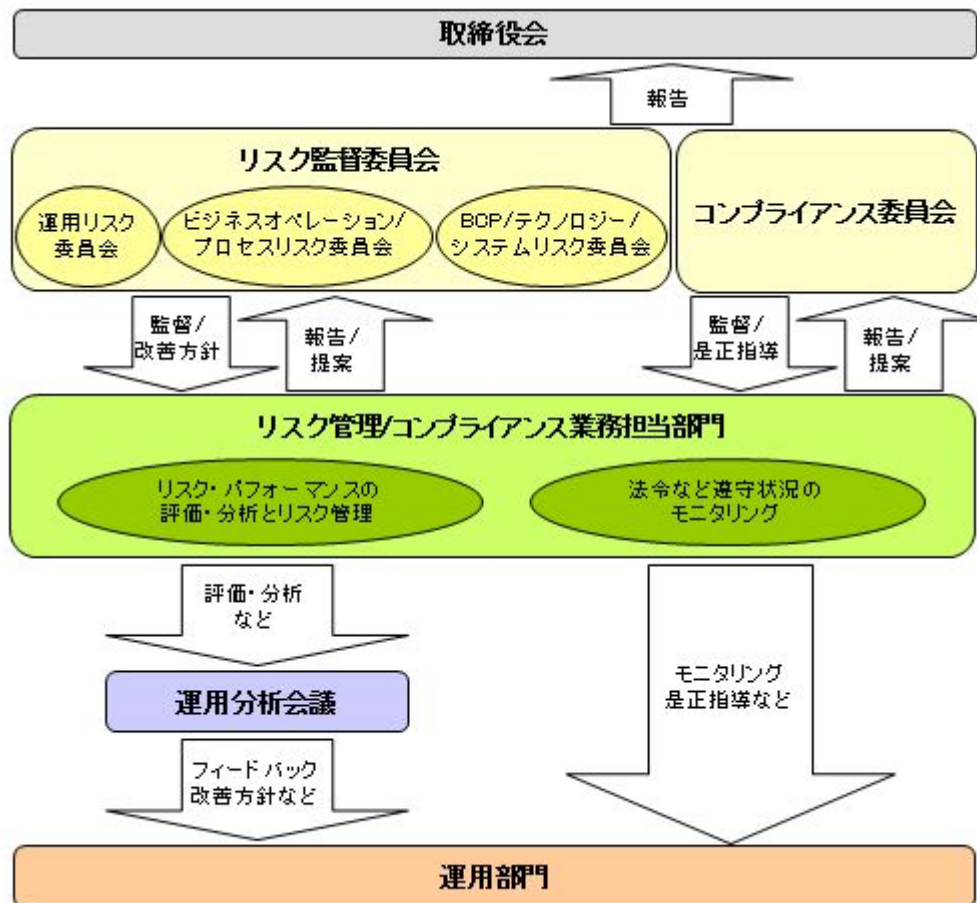 取締役会
報告
リスク監督委員会
運用リスク
委員会
ビジネスオペレーション/
プロセスリスク委員会
BCP/テクノロジー/
システムリスク委員会
コンプライアンス委員会
監督/
改善方針
報告/
提案
監督/
是正指導
報告/
提案
リスク管理/コンプライアンス業務担当部門
リスク・パフォーマンスの
評価・分析とリスク管理
法令など遵守状況の
モニタリング
評価・分析
など
運用分析会議
モニタリング
是正指導など
フィードバック
改善方針など
運用部門